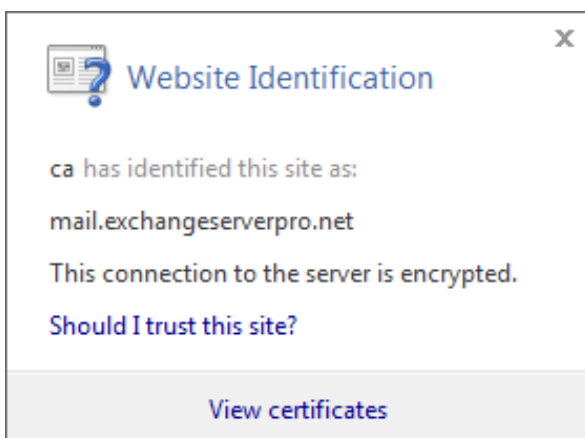 Website Identification
ca has identified this site as:
mail.exchangeserverpro.net
This connection to the server is encrypted.
Should I trust this site?
View certificates